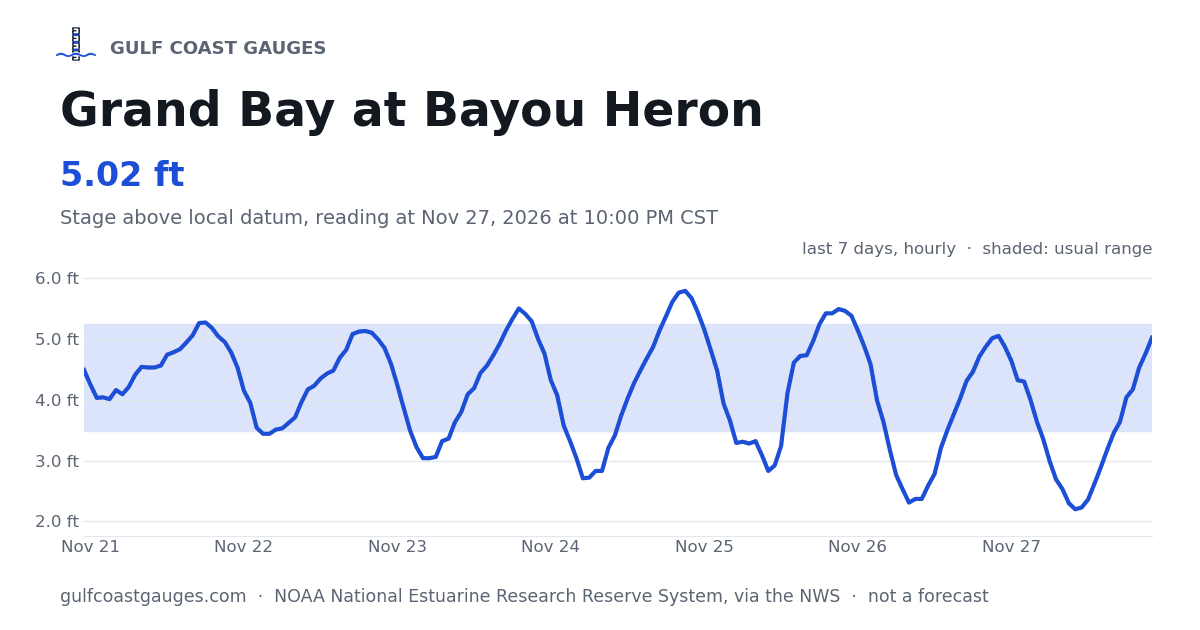 GULF COAST GAUGES
Grand Bay at Bayou Heron
5.02 ft
Stage above local datum, reading at Nov 27, 2026 at 10:00 PM CST
last 7 days, hourly · shaded: usual range
6.0 ft
5.0 ft
4.0 ft
3.0 ft
2.0 ft
Nov 21 Nov 22 Nov 23 Nov 24 Nov 25 Nov 26 Nov 27
gulfcoastgauges.com · NOAA National Estuarine Research Reserve System, via the NWS · not a forecast